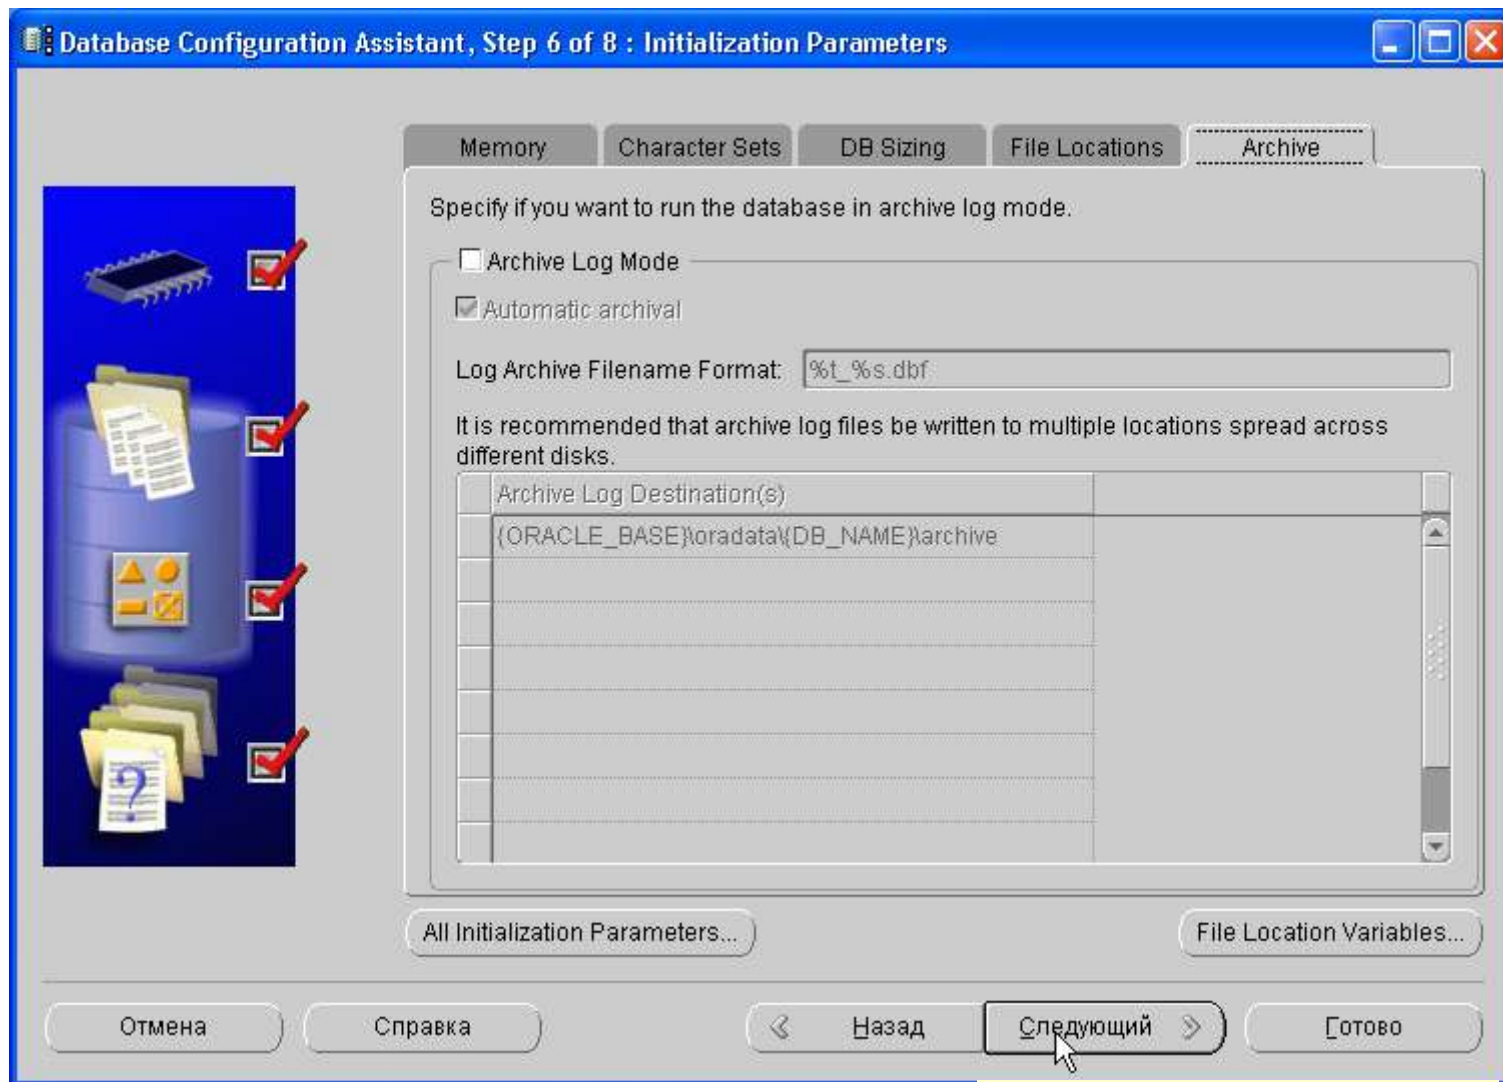 Database Configuration Assistant, Step 6 of 8 : Initialization Parameters
Memory
Character Sets
DB Sizing
File Locations
Archive
Specify if you want to run the database in archive log mode.
Archive Log Mode
Automatic archival
Log Archive Filename Format: %t_%s.dbf
It is recommended that archive log files be written to multiple locations spread across
different disks.
Archive Log Destination(s)
{ORACLE_BASE}\oradata\{DB_NAME}\archive
?
All Initialization Parameters...
File Location Variables...
Отмена
Справка
Назад
Следующий
Готово